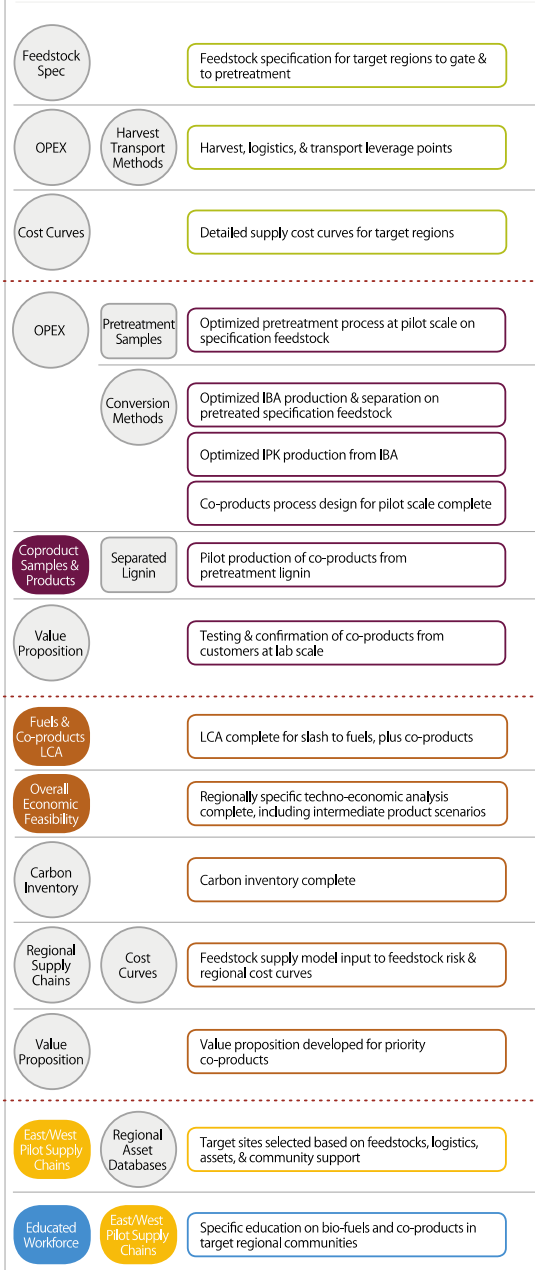 Feedstock
Spec
Feedstock specification for target regions to gate &
to pretreatment
OPEX
Harvest
Transport
Methods
Harvest, logistics, & transport leverage points
Cost Curves
Detailed supply cost curves for target regions
OPEX
Pretreatment
Samples
Optimized pretreatment process at pilot scale on
specification feedstock
Conversion
Methods
Optimized IBA production & separation on
pretreated specification feedstock
Optimized IPK production from IBA
Co-products process design for pilot scale complete
Coproduct
Samples &
Products
Separated
Lignin
Pilot production of co-products from
pretreatment lignin
Value
Proposition
Testing & confirmation of co-products from
customers at lab scale
Fuels &
Co-products
LCA
LCA complete for slash to fuels, plus co-products
Overall
Economic
Feasibility
Regionally specific techno-economic analysis
complete, including intermediate product scenarios
Carbon
Inventory
Carbon inventory complete
Regional
Supply
Chains
Cost
Curves
Feedstock supply model input to feedstock risk &
regional cost curves
Value
Proposition
Value proposition developed for priority
co-products
East/West
Pilot Supply
Chains
Regional
Asset
Databases
Target sites selected based on feedstocks, logistics,
assets, & community support
Educated
Workforce
East/West
Pilot Supply
Chains
Specific education on bio-fuels and co-products in
target regional communities